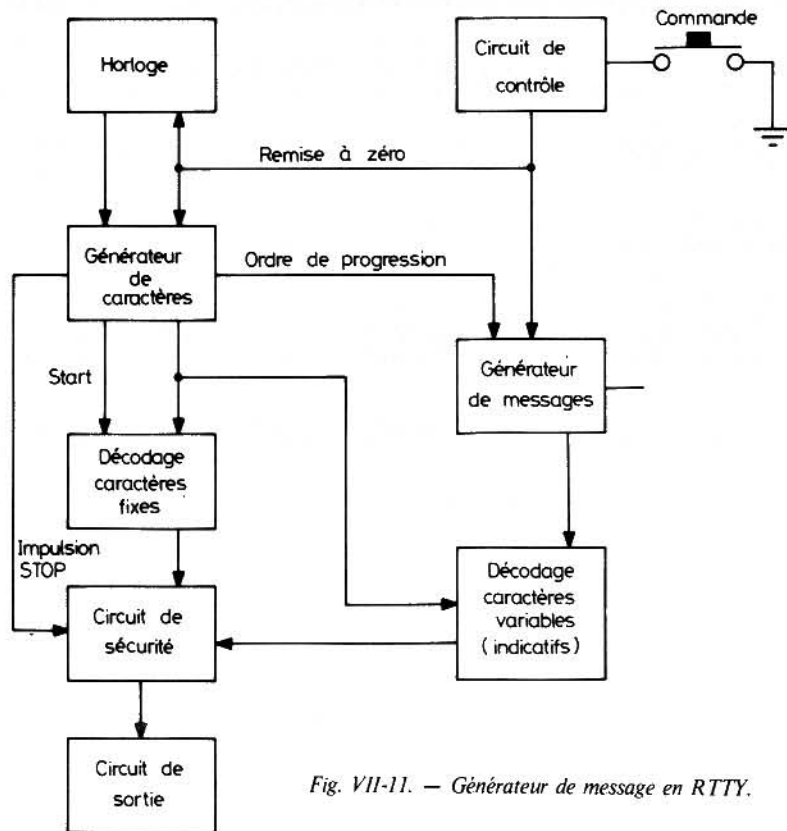 Commande
Horloge
Circuit de
contrôle
Remise à zéro
Générateur
de
caractères
Ordre de progression
Start
Générateur
de messages
Décodage
caractères
fixes
Impulsion
STOP
Décodage
caractères
variables
(indicatifs)
Circuit de
sécurité
Circuit de
sortie
Fig. VII-11. — Générateur de message en RTTY.